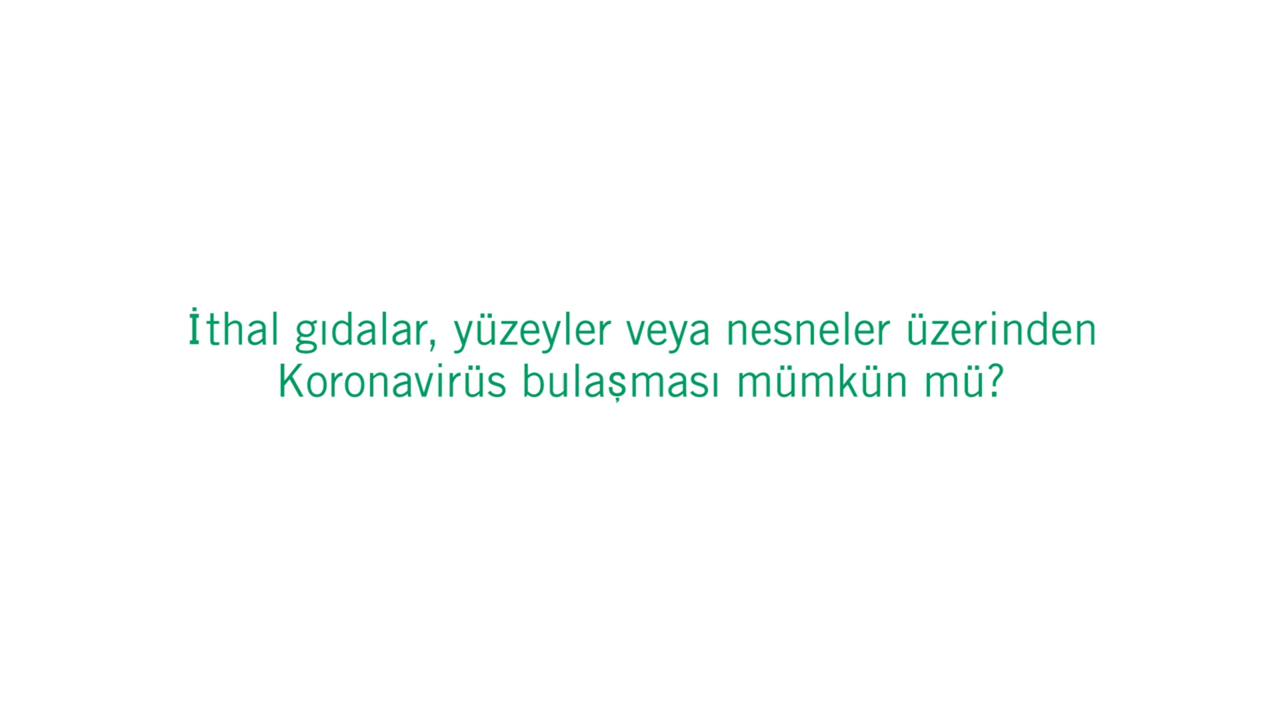 İthal gıdalar, yüzeyler veya nesneler üzerinden
Koronavirüs bulaşması mümkün mü?